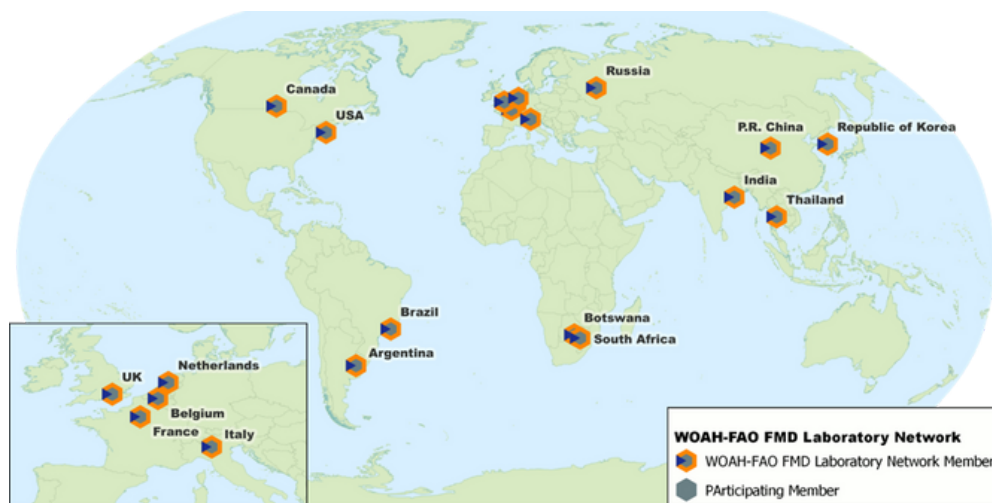 Russia
Canada
USA
P.R. China
Republic of Korea
India
Thailand
Brazil
Botswana
South Africa
Argentina
UK
Netherlands
Belgium
France
Italy
WOAH-FAO FMD Laboratory Network
WOAH-FAO FMD Laboratory Network Member
PArticipating Member